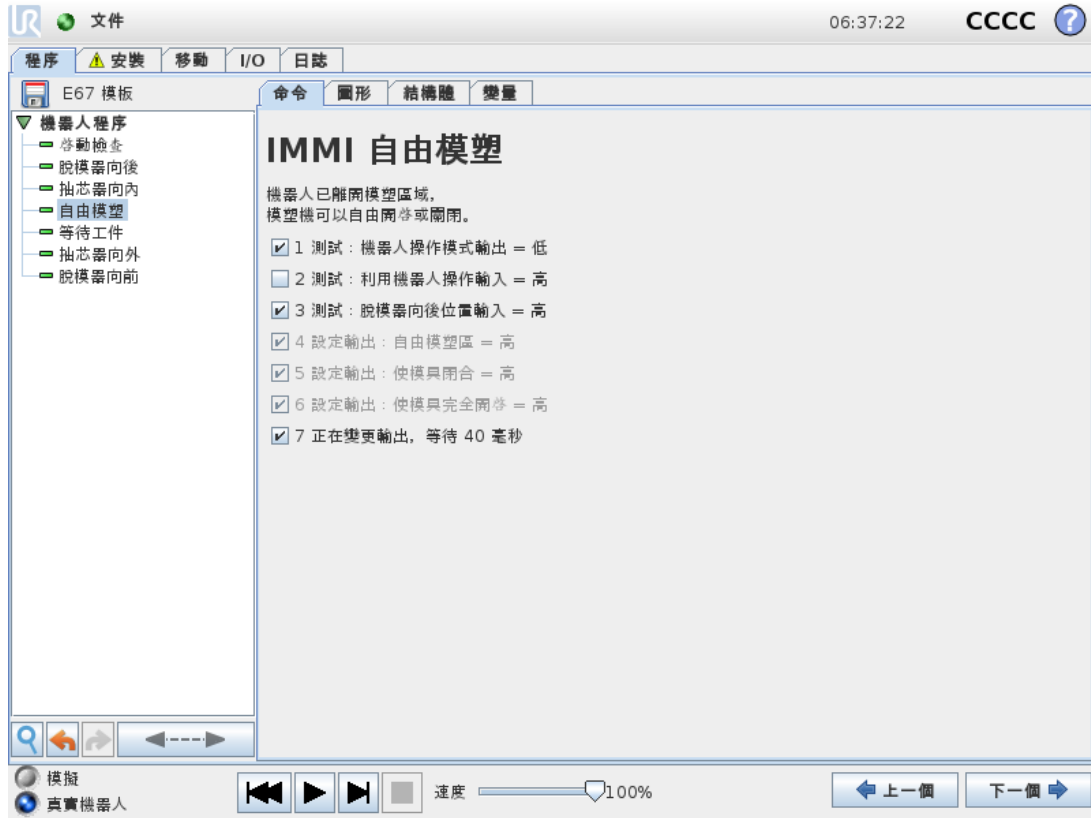 UR 文件 06:37:22 CCCC ?
程序 安裝 移動 I/O 日誌
E67 模板
命令 圖形 結構體 變量
機器人程序
啓動檢查
脫模器向後
抽芯器向內
自由模塑
等待工件
抽芯器向外
脫模器向前
IMMI 自由模塑
機器人已離開模塑區域,
模塑機可以自由開啓或關閉。
1 測試：機器人操作模式輸出 = 低
2 測試：利用機器人操作輸入 = 高
3 測試：脫模器向後位置輸入 = 高
4 設定輸出：自由模塑區 = 高
5 設定輸出：使模具閉合 = 高
6 設定輸出：使模具完全開啓 = 高
7 正在變更輸出, 等待 40 毫秒
模擬
真實機器人
速度 100%
上一個 下一個